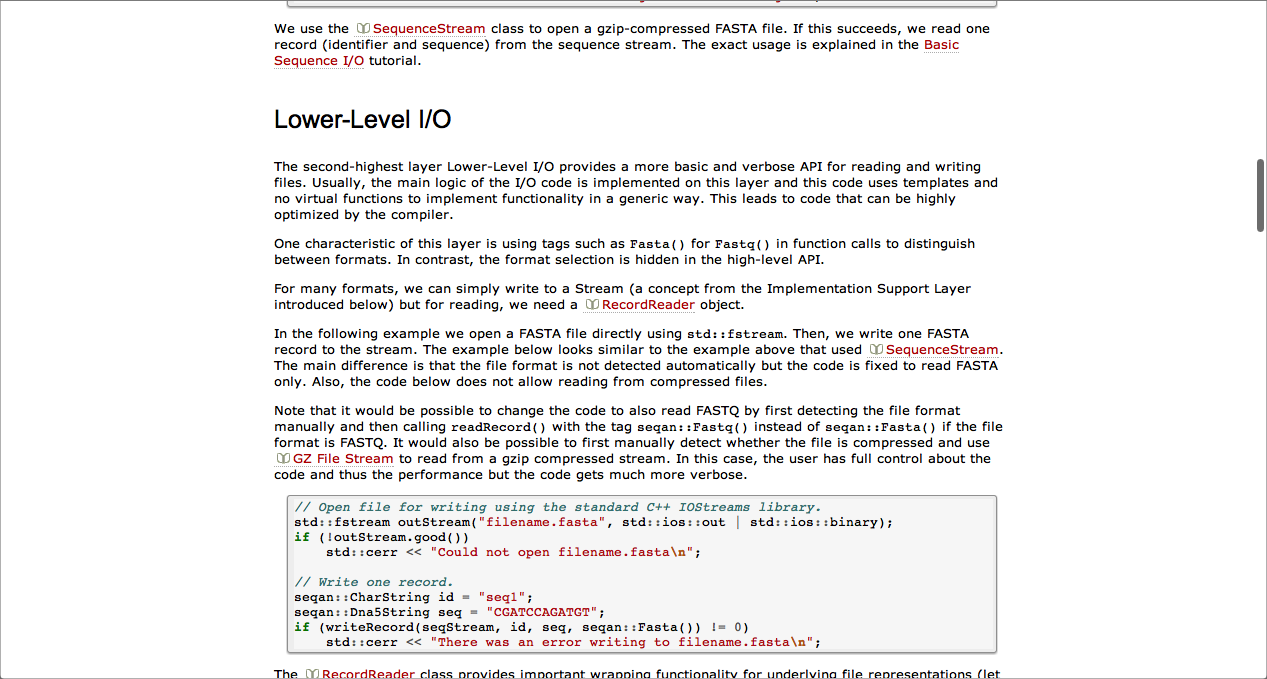 We use the SequenceStream class to open a gzip-compressed FASTA file. If this succeeds, we read one
record (identifier and sequence) from the sequence stream. The exact usage is explained in the Basic
Sequence I/O tutorial.
Lower-Level I/O
The second-highest layer Lower-Level I/O provides a more basic and verbose API for reading and writing
files. Usually, the main logic of the I/O code is implemented on this layer and this code uses templates and
no virtual functions to implement functionality in a generic way. This leads to code that can be highly
optimized by the compiler.
One characteristic of this layer is using tags such as Fasta() for Fastq() in function calls to distinguish
between formats. In contrast, the format selection is hidden in the high-level API.
For many formats, we can simply write to a Stream (a concept from the Implementation Support Layer
introduced below) but for reading, we need a RecordReader object.
In the following example we open a FASTA file directly using std::fstream. Then, we write one FASTA
record to the stream. The example below looks similar to the example above that used SequenceStream.
The main difference is that the file format is not detected automatically but the code is fixed to read FASTA
only. Also, the code below does not allow reading from compressed files.
Note that it would be possible to change the code to also read FASTQ by first detecting the file format
manually and then calling readRecord() with the tag seqan::Fastq() instead of seqan::Fasta() if the file
format is FASTQ. It would also be possible to first manually detect whether the file is compressed and use
GZ File Stream to read from a gzip compressed stream. In this case, the user has full control about the
code and thus the performance but the code gets much more verbose.
// Open file for writing using the standard C++ IOStreams library.
std::fstream outStream("filename.fasta", std::ios::out | std::ios::binary);
if (!outStream.good())
    std::cerr << "Could not open filename.fasta\n";
// Write one record.
seqan::CharString id = "seq1";
seqan::Dna5String seq = "CGATCCAGATGT";
if (writeRecord(seqStream, id, seq, seqan::Fasta()) != 0)
    std::cerr << "There was an error writing to filename.fasta\n";
The RecordReader class provides important wrapping functionality for underlying file representations (let